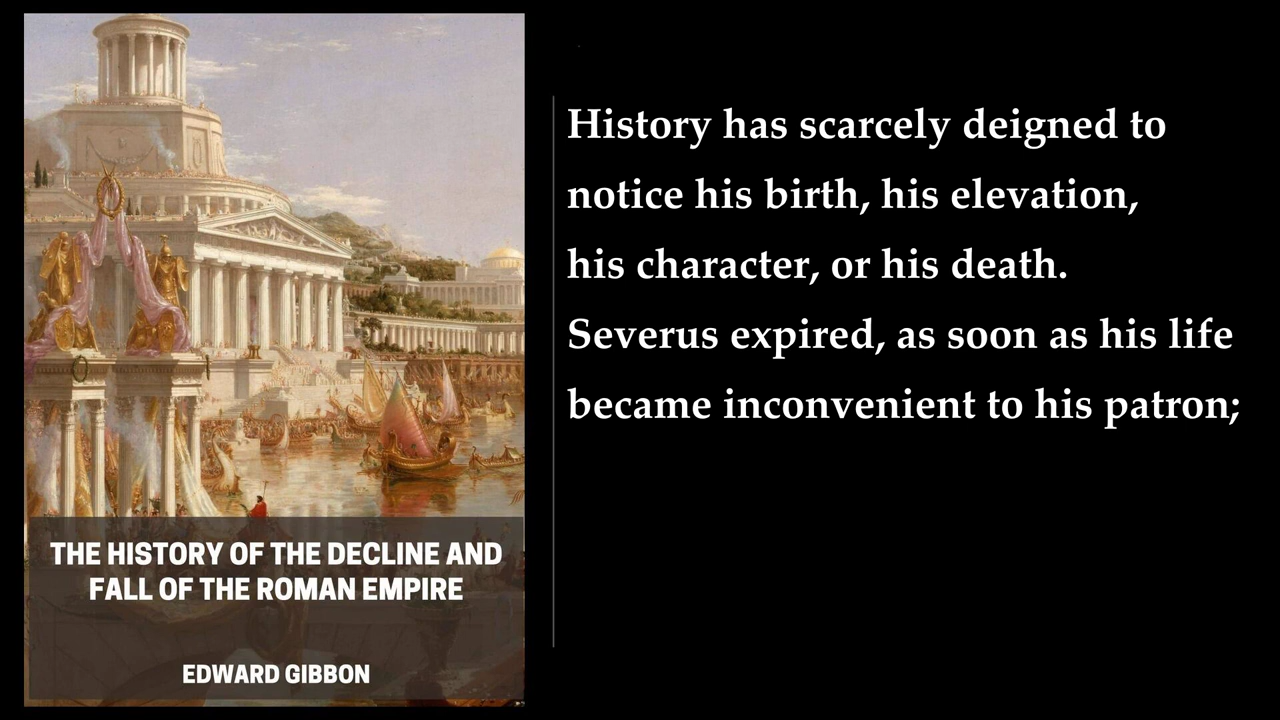 THE HISTORY OF THE DECLINE AND
FALL OF THE ROMAN EMPIRE
EDWARD GIBBON
History has scarcely deigned to
notice his birth, his elevation,
his character, or his death.
Severus expired, as soon as his life
became inconvenient to his patron;